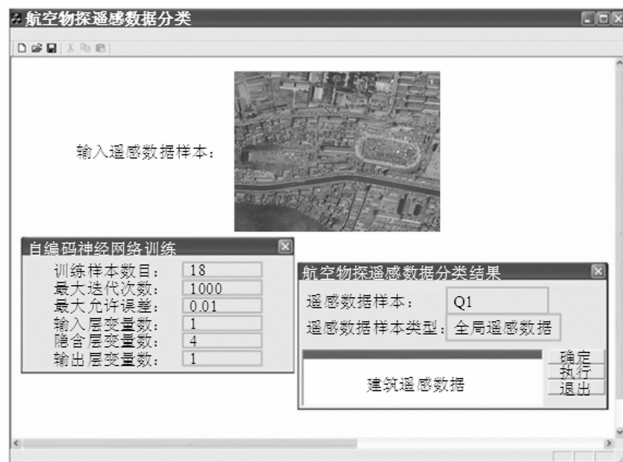 航空物探遥感数据分类
输入遥感数据样本：
自编码神经网络训练
训练样本数目： 18
最大迭代次数： 1000
最大允许误差： 0.01
输入层变量数： 1
隐含层变量数： 4
输出层变量数： 1
航空物探遥感数据分类结果
遥感数据样本： Q1
遥感数据样本类型： 全局遥感数据
建筑遥感数据
确定
执行
退出